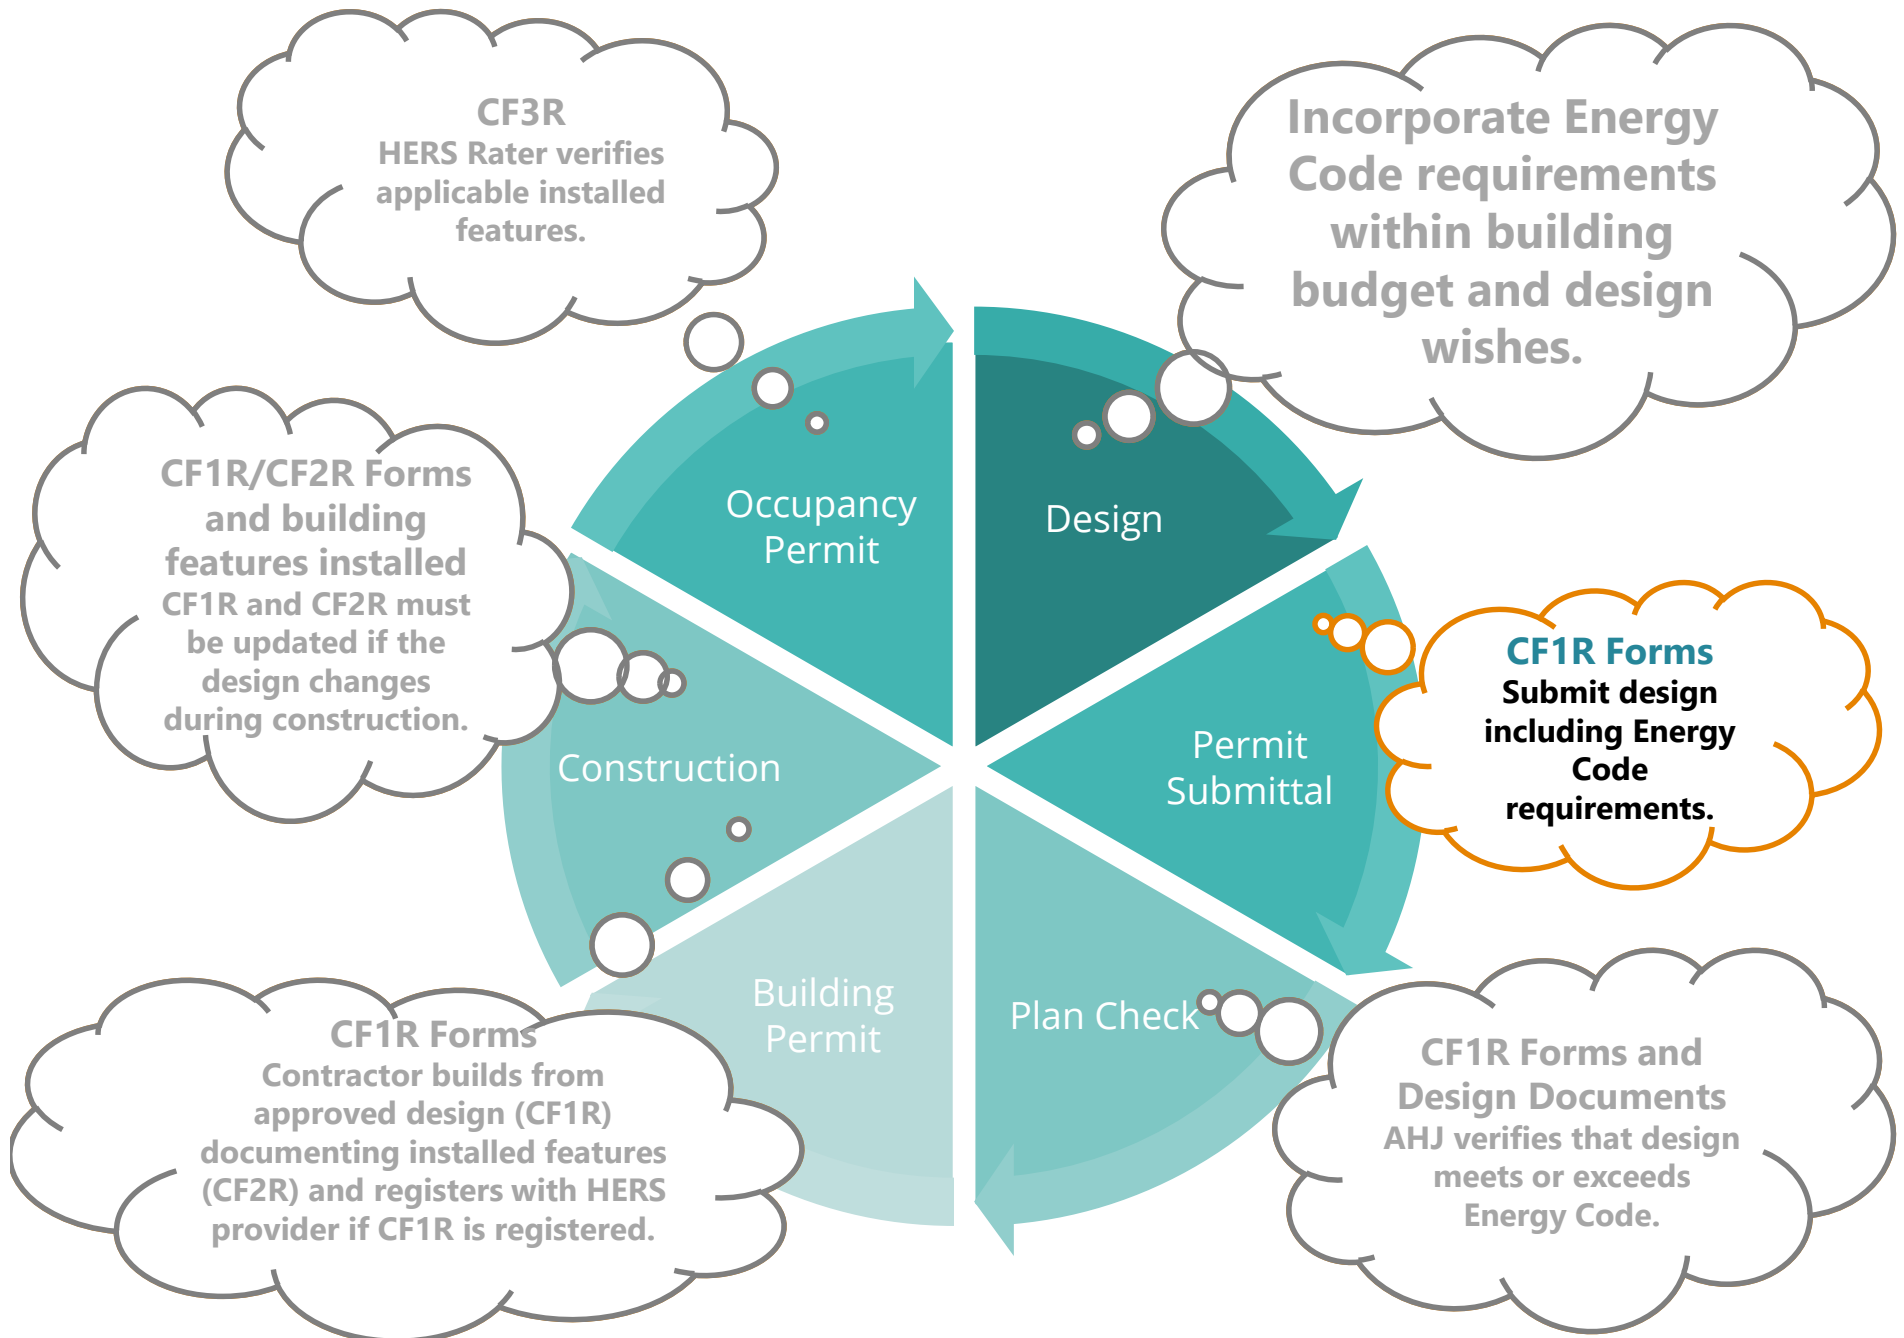 CF3R
HERS Rater verifies
applicable installed
features.
Incorporate Energy
Code requirements
within building
budget and design
wishes.
CF1R/CF2R Forms
and building
features installed
CF1R and CF2R must
be updated if the
design changes
during construction.
Occupancy
Permit
Design
CF1R Forms
Submit design
including Energy
Code
requirements.
Construction
Permit
Submittal
Building
Permit
Plan Check
CF1R Forms
Contractor builds from
approved design (CF1R)
documenting installed features
(CF2R) and registers with HERS
provider if CF1R is registered.
CF1R Forms and
Design Documents
AHJ verifies that design
meets or exceeds
Energy Code.